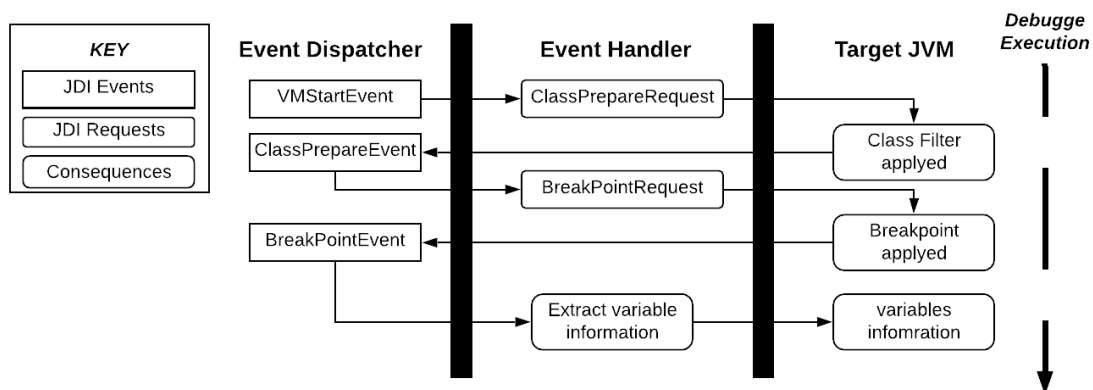 Debugge
Execution
KEY
JDI Events
JDI Requests
Consequences
Event Dispatcher
Event Handler
Target JVM
VMStartEvent
ClassPrepareRequest
Class Filter
applyed
ClassPrepareEvent
BreakPointRequest
Breakpoint
applyed
BreakPointEvent
Extract variable
information
variables
infomration